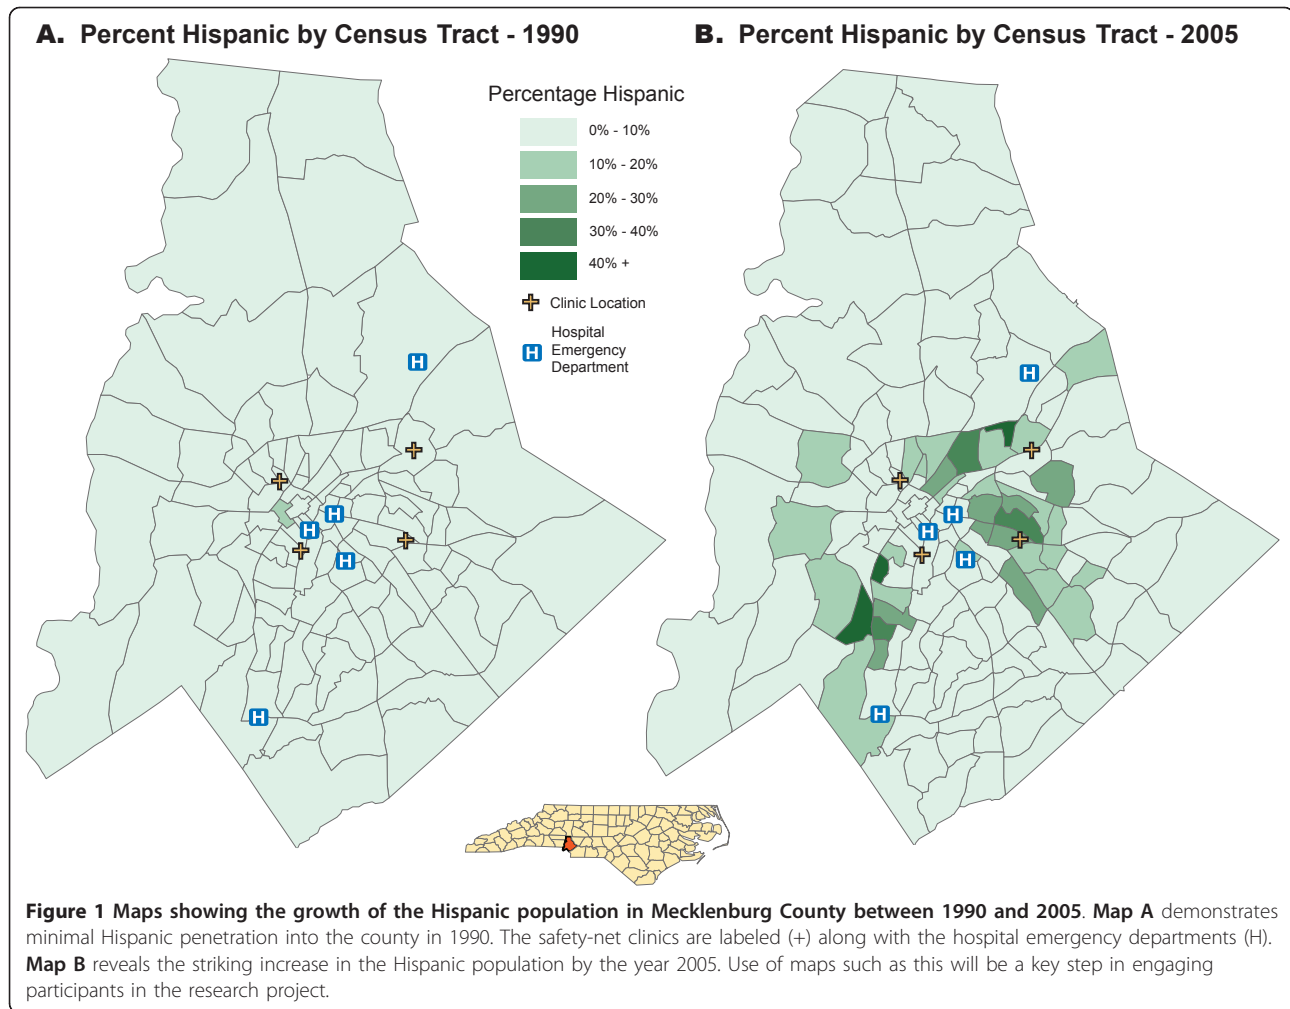 A. Percent Hispanic by Census Tract - 1990
B. Percent Hispanic by Census Tract - 2005
Percentage Hispanic
0% - 10%
10% - 20%
20% - 30%
30% - 40%
40% +
Clinic Location
Hospital
Emergency
Department
H
H
H
H
H
H
H
H
H
H
H
Figure 1 Maps showing the growth of the Hispanic population in Mecklenburg County between 1990 and 2005. Map A demonstrates
minimal Hispanic penetration into the county in 1990. The safety-net clinics are labeled (+) along with the hospital emergency departments (H).
Map B reveals the striking increase in the Hispanic population by the year 2005. Use of maps such as this will be a key step in engaging
participants in the research project.